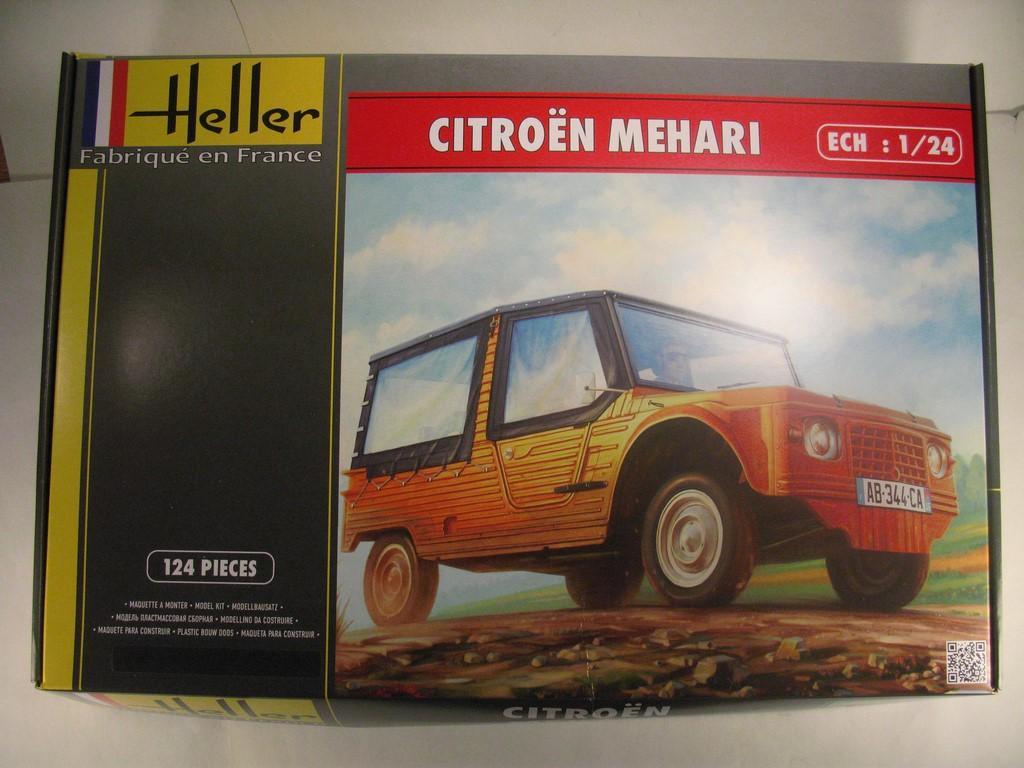 Heller
Fabriqué en France
CITROËN MEHARI
ECH : 1/24
AB-344-CA
124 PIECES
• MAQUETTE A MONTER • MODEL KIT • MODELLBAUSATZ •
• МОДЕЛЬ ПЛАСТМАССОВАЯ СБОРНАЯ • MODELLINO DA COSTRUIRE •
• MAQUETE PARA CONSTRUIR • PLASTIC BOUW DOOS • MAQUETA PARA CONSTRUIR •
Heller
CITROËN